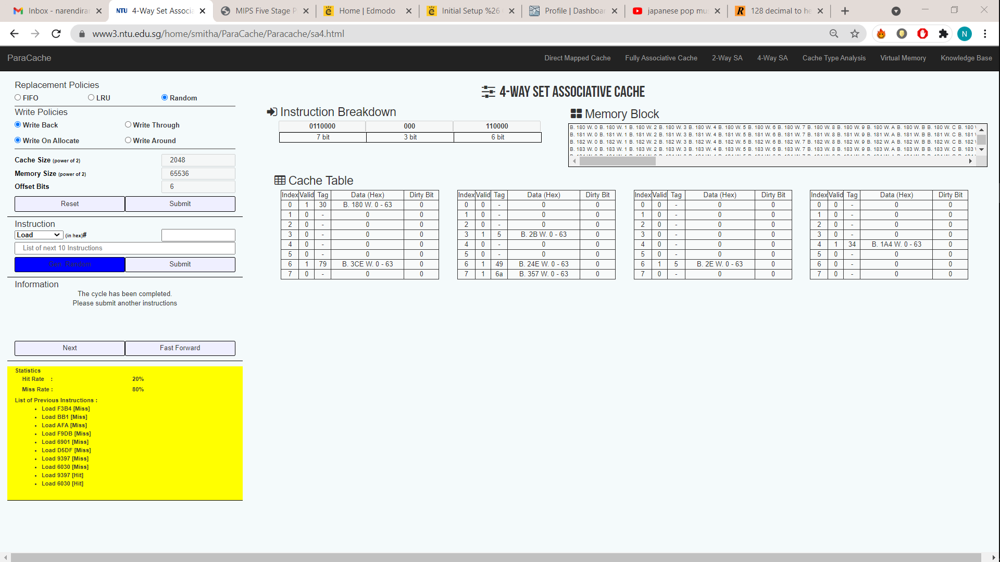 Inbox - narendiran
NTU 4-Way Set Associa
MIPS Five Stage P
Home | Edmodo
Initial Setup %26
Profile | Dashboar
japanese pop mus
128 decimal to he
www3.ntu.edu.sg/home/smitha/ParaCache/Paracache/sa4.html
N
ParaCache
Direct Mapped Cache Fully Associative Cache 2-Way SA 4-Way SA Cache Type Analysis Virtual Memory Knowledge Base
Replacement Policies
FIFO LRU Random
Write Policies
Write Back Write Through
Write On Allocate Write Around
Cache Size (power of 2) 2048
Memory Size (power of 2) 65536
Offset Bits 6
Reset Submit
Instruction
Load (in hex)#
List of next 10 Instructions
Gen. Random Submit
Information
The cycle has been completed.
Please submit another instructions
Next Fast Forward
Statistics
Hit Rate : 20%
Miss Rate : 80%
List of Previous Instructions :
Load F3B4 [Miss]
Load BB1 [Miss]
Load AFA [Miss]
Load F9DB [Miss]
Load 6901 [Miss]
Load D5DF [Miss]
Load 9397 [Miss]
Load 6030 [Miss]
Load 9397 [Hit]
Load 6030 [Hit]
4-WAY SET ASSOCIATIVE CACHE
Instruction Breakdown
0110000 000 110000
7 bit 3 bit 6 bit
Memory Block
B. 180 W. 0 B. 180 W. 1 B. 180 W. 2 B. 180 W. 3 B. 180 W. 4 B. 180 W. 5 B. 180 W. 6 B. 180 W. 7 B. 180 W. 8 B. 180 W. 9 B. 180 W. A B. 180 W. B B. 180 W. C B. 180
B. 181 W. 0 B. 181 W. 1 B. 181 W. 2 B. 181 W. 3 B. 181 W. 4 B. 181 W. 5 B. 181 W. 6 B. 181 W. 7 B. 181 W. 8 B. 181 W. 9 B. 181 W. A B. 181 W. B B. 181 W. C B. 181
B. 182 W. 0 B. 182 W. 1 B. 182 W. 2 B. 182 W. 3 B. 182 W. 4 B. 182 W. 5 B. 182 W. 6 B. 182 W. 7 B. 182 W. 8 B. 182 W. 9 B. 182 W. A B. 182 W. B B. 182 W. C B. 182
B. 183 W. 0 B. 183 W. 1 B. 183 W. 2 B. 183 W. 3 B. 183 W. 4 B. 183 W. 5 B. 183 W. 6 B. 183 W. 7 B. 183 W. 8 B. 183 W. 9 B. 183 W. A B. 183 W. B B. 183 W. C B. 183
Cache Table
Index Valid Tag Data (Hex) Dirty Bit Index Valid Tag Data (Hex) Dirty Bit Index Valid Tag Data (Hex) Dirty Bit Index Valid Tag Data (Hex) Dirty Bit
0 1 30 B. 180 W. 0 - 63 0 0 0 - 0 0 0 0 - 0 0 0 0 - 0 0
1 0 - 0 0 1 0 - 0 0 1 0 - 0 0 1 0 - 0 0
2 0 - 0 0 2 0 - 0 0 2 0 - 0 0 2 0 - 0 0
3 0 - 0 0 3 1 5 B. 2B W. 0 - 63 0 3 0 - 0 0 3 0 - 0 0
4 0 - 0 0 4 0 - 0 0 4 0 - 0 0 4 1 34 B. 1A4 W. 0 - 63 0
5 0 - 0 0 5 0 - 0 0 5 0 - 0 0 5 0 - 0 0
6 1 79 B. 3CE W. 0 - 63 0 6 1 49 B. 24E W. 0 - 63 0 6 1 5 B. 2E W. 0 - 63 0 6 0 - 0 0
7 0 - 0 0 7 1 6a B. 357 W. 0 - 63 0 7 0 - 0 0 7 0 - 0 0